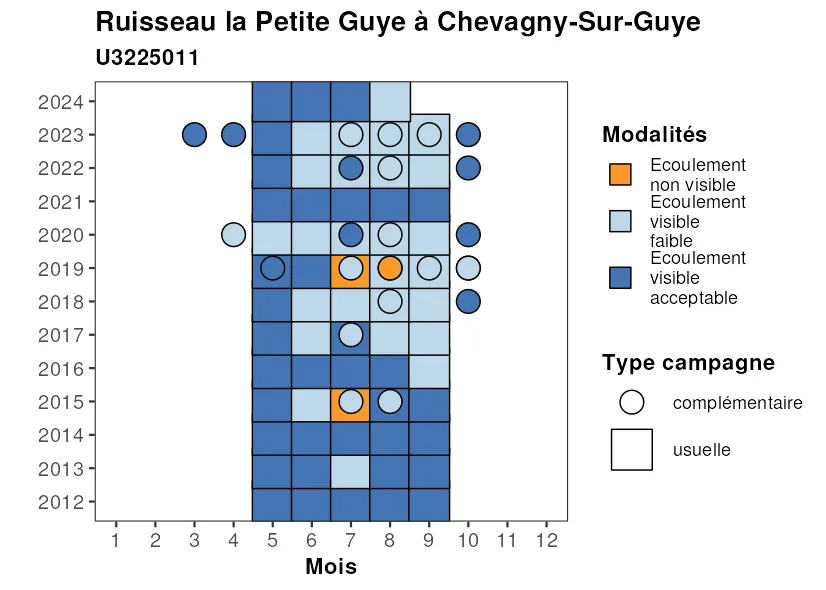 Ruisseau la Petite Guye à Chevagny-Sur-Guye
U3225011
2024
2023
2022
2021
2020
2019
2018
2017
2016
2015
2014
2013
2012
1 2 3 4 5 6 7 8 9 10 11 12
Mois
Modalités
Ecoulement
non visible
Ecoulement
visible
faible
Ecoulement
visible
acceptable
Type campagne
complémentaire
usuelle